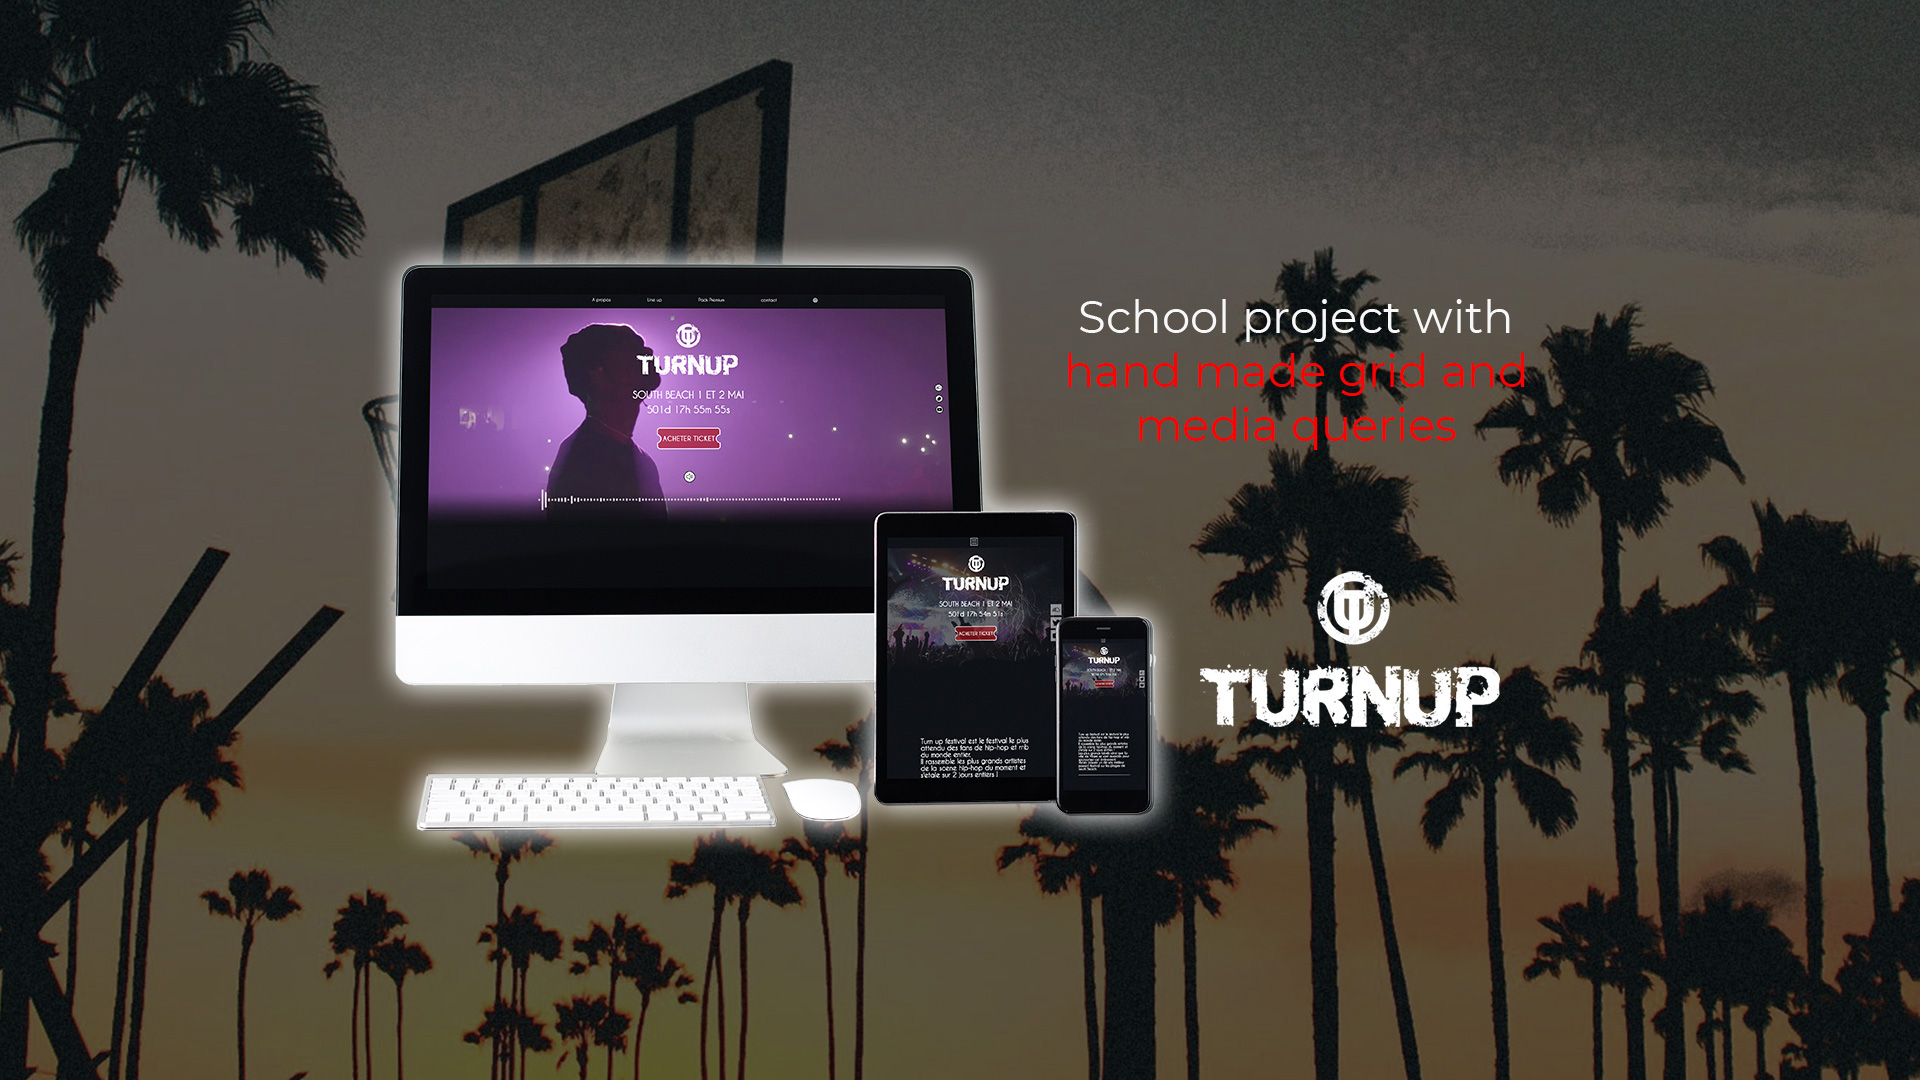 A propos Line up Pack Premium contact
TURNUP
SOUTH BEACH 1 ET 2 MAI
501d 17h 55m 55s
ACHETER TICKET
School project with
hand made grid and
media queries
TURNUP
SOUTH BEACH 1 ET 2 MAI
501d 17h 54m 51s
ACHETER TICKET
Turn up festival est le festival le plus
attendu des fans de hip-hop et rnb
du monde entier.
Il rassemble les plus grands artistes
de la scène hip-hop du moment et
s'etale sur 2 jours entiers !
TURNUP
TURNUP